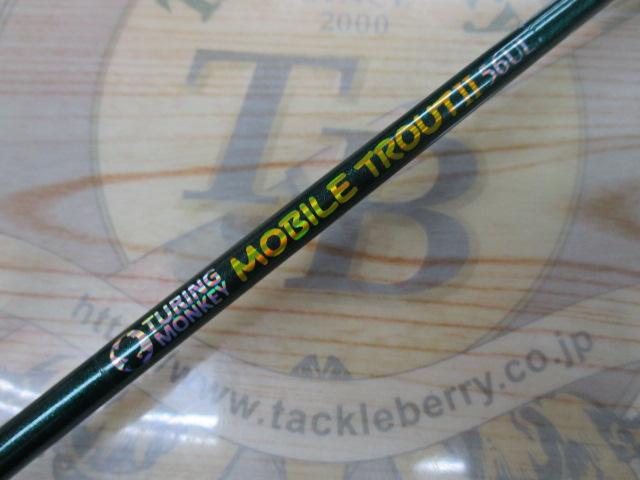 2000
TB
TURING
MONKEY
MOBILE TROUT II 56UL
http://www.tackleberry.co.jp